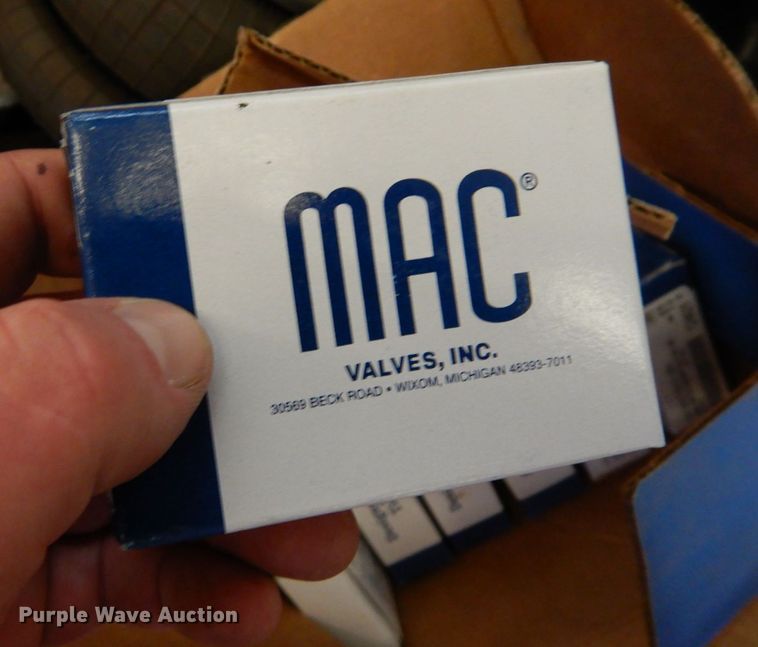 MAC®
VALVES, INC.
30569 BECK ROAD • WIXOM, MICHIGAN 48393-7011
Purple Wave Auction